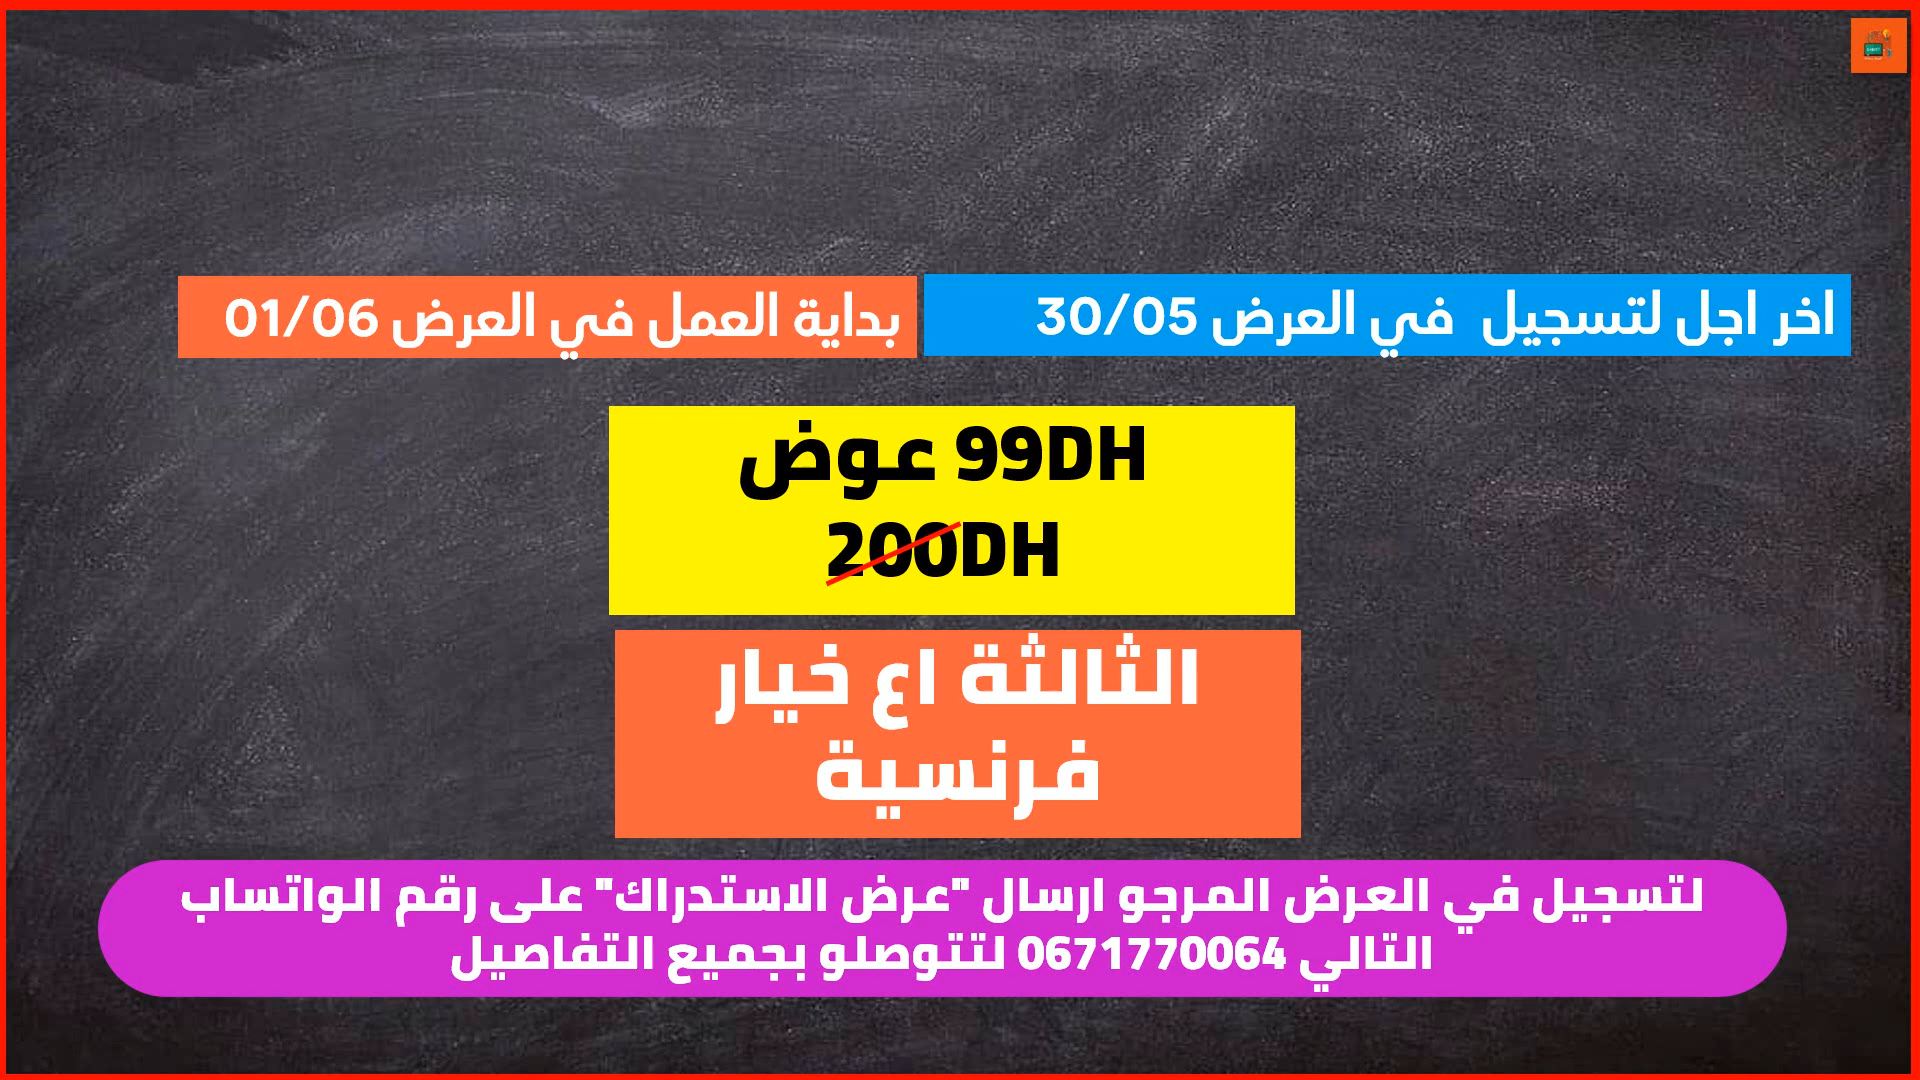 اخر اجل لتسجيل في العرض 30/05
بداية العمل في العرض 01/06
99DH عوض
200DH
الثالثة اع خيار
فرنسية
لتسجيل في العرض المرجو ارسال "عرض الاستدراك" على رقم الواتساب
التالي 0671770064 لتتوصلو بجميع التفاصيل